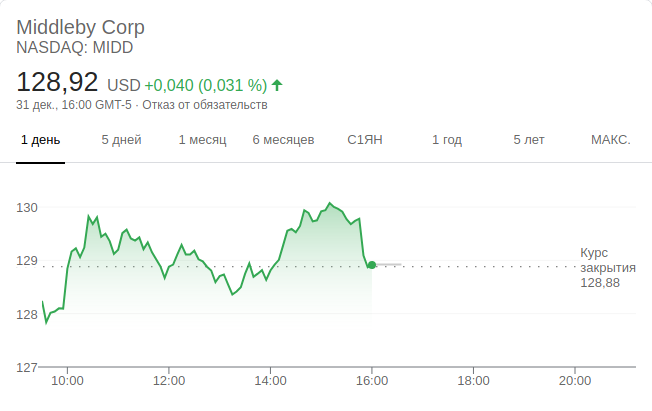 Middleby Corp
NASDAQ: MIDD
128,92 USD +0,040 (0,031 %)
31 дек., 16:00 GMT-5 · Отказ от обязательств
1 день 5 дней 1 месяц 6 месяцев С1ЯН 1 год 5 лет МАКС.
130
129
128
127
Курс
закрытия
128,88
10:00 12:00 14:00 16:00 18:00 20:00